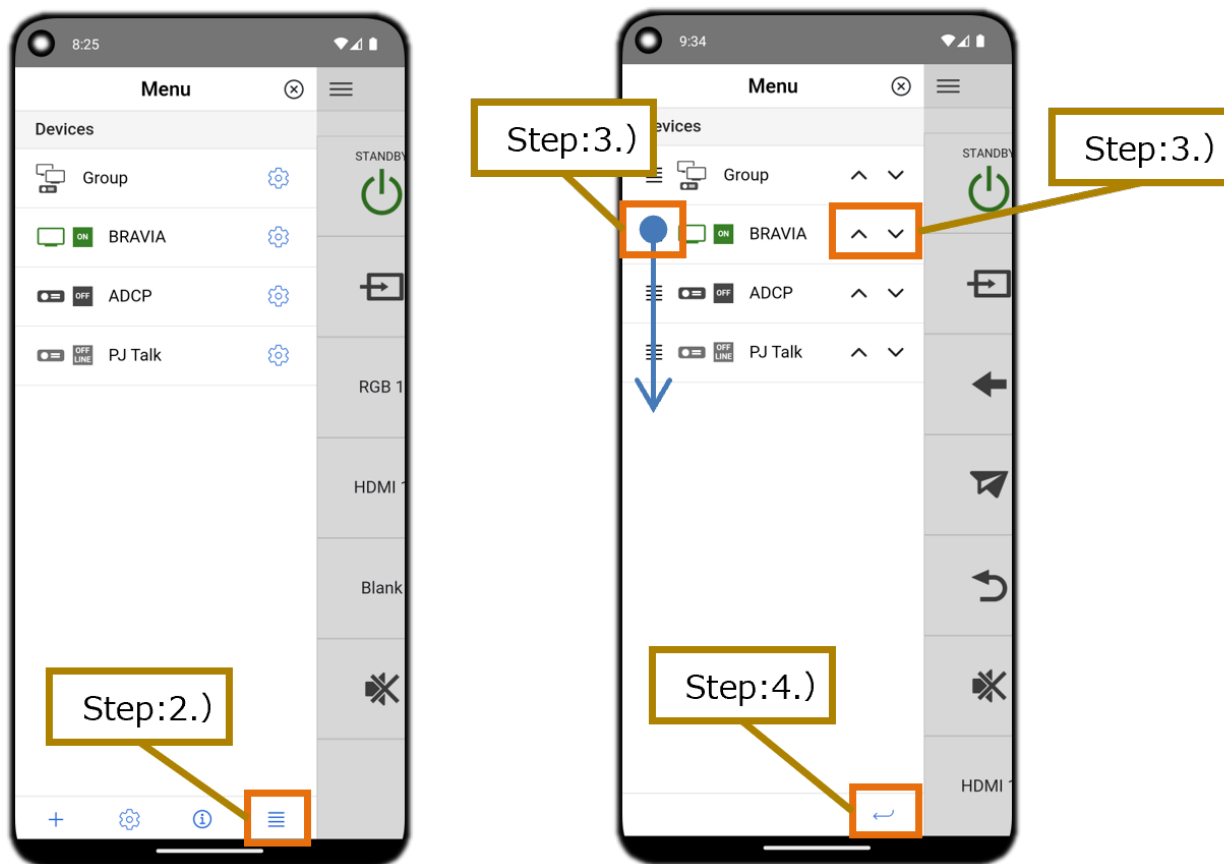 8:25
Menu
Devices
Group
ON
BRAVIA
OFF
ADCP
OFF
LINE
PJ Talk
STANDBY
RGB 1
HDMI
Blank
Step:2.)
9:34
Menu
evices
Step:3.)
Step:3.)
Group
ON
BRAVIA
OFF
ADCP
OFF
LINE
PJ Talk
STANDBY
Step:4.)
HDMI